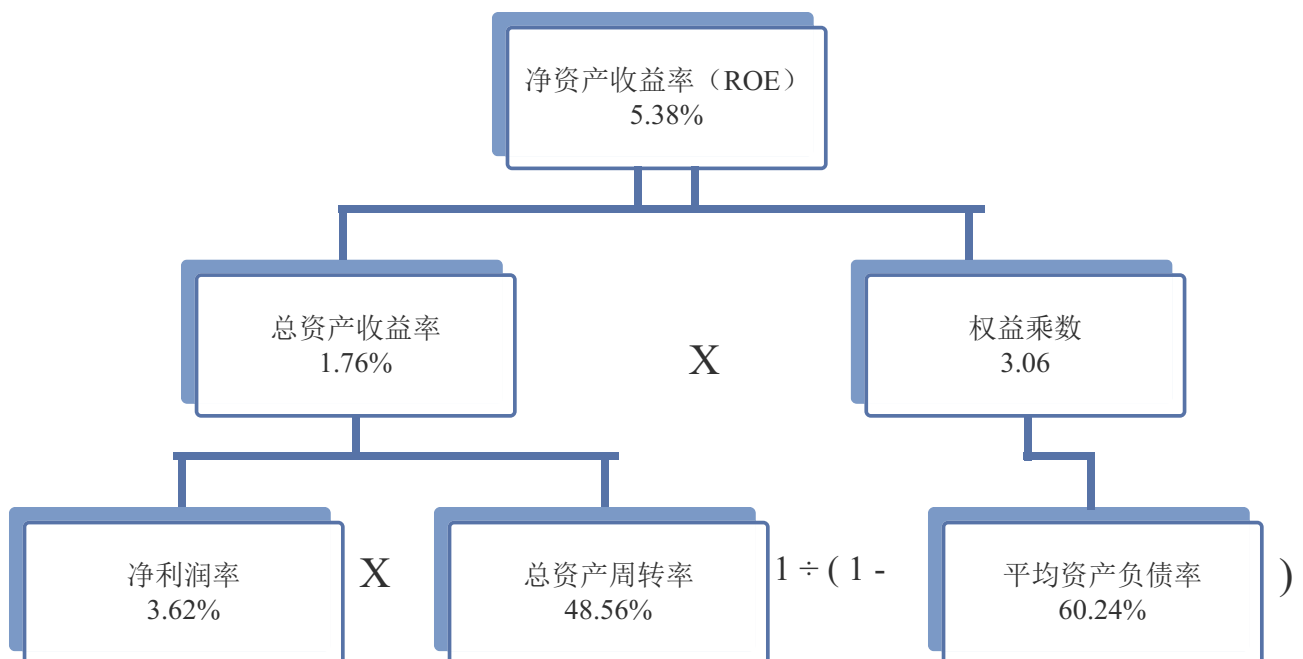 净资产收益率（ROE）
5.38%
总资产收益率
1.76%
X
权益乘数
3.06
净利润率
3.62%
X
总资产周转率
48.56%
1 ÷ ( 1 -
平均资产负债率
60.24%
)